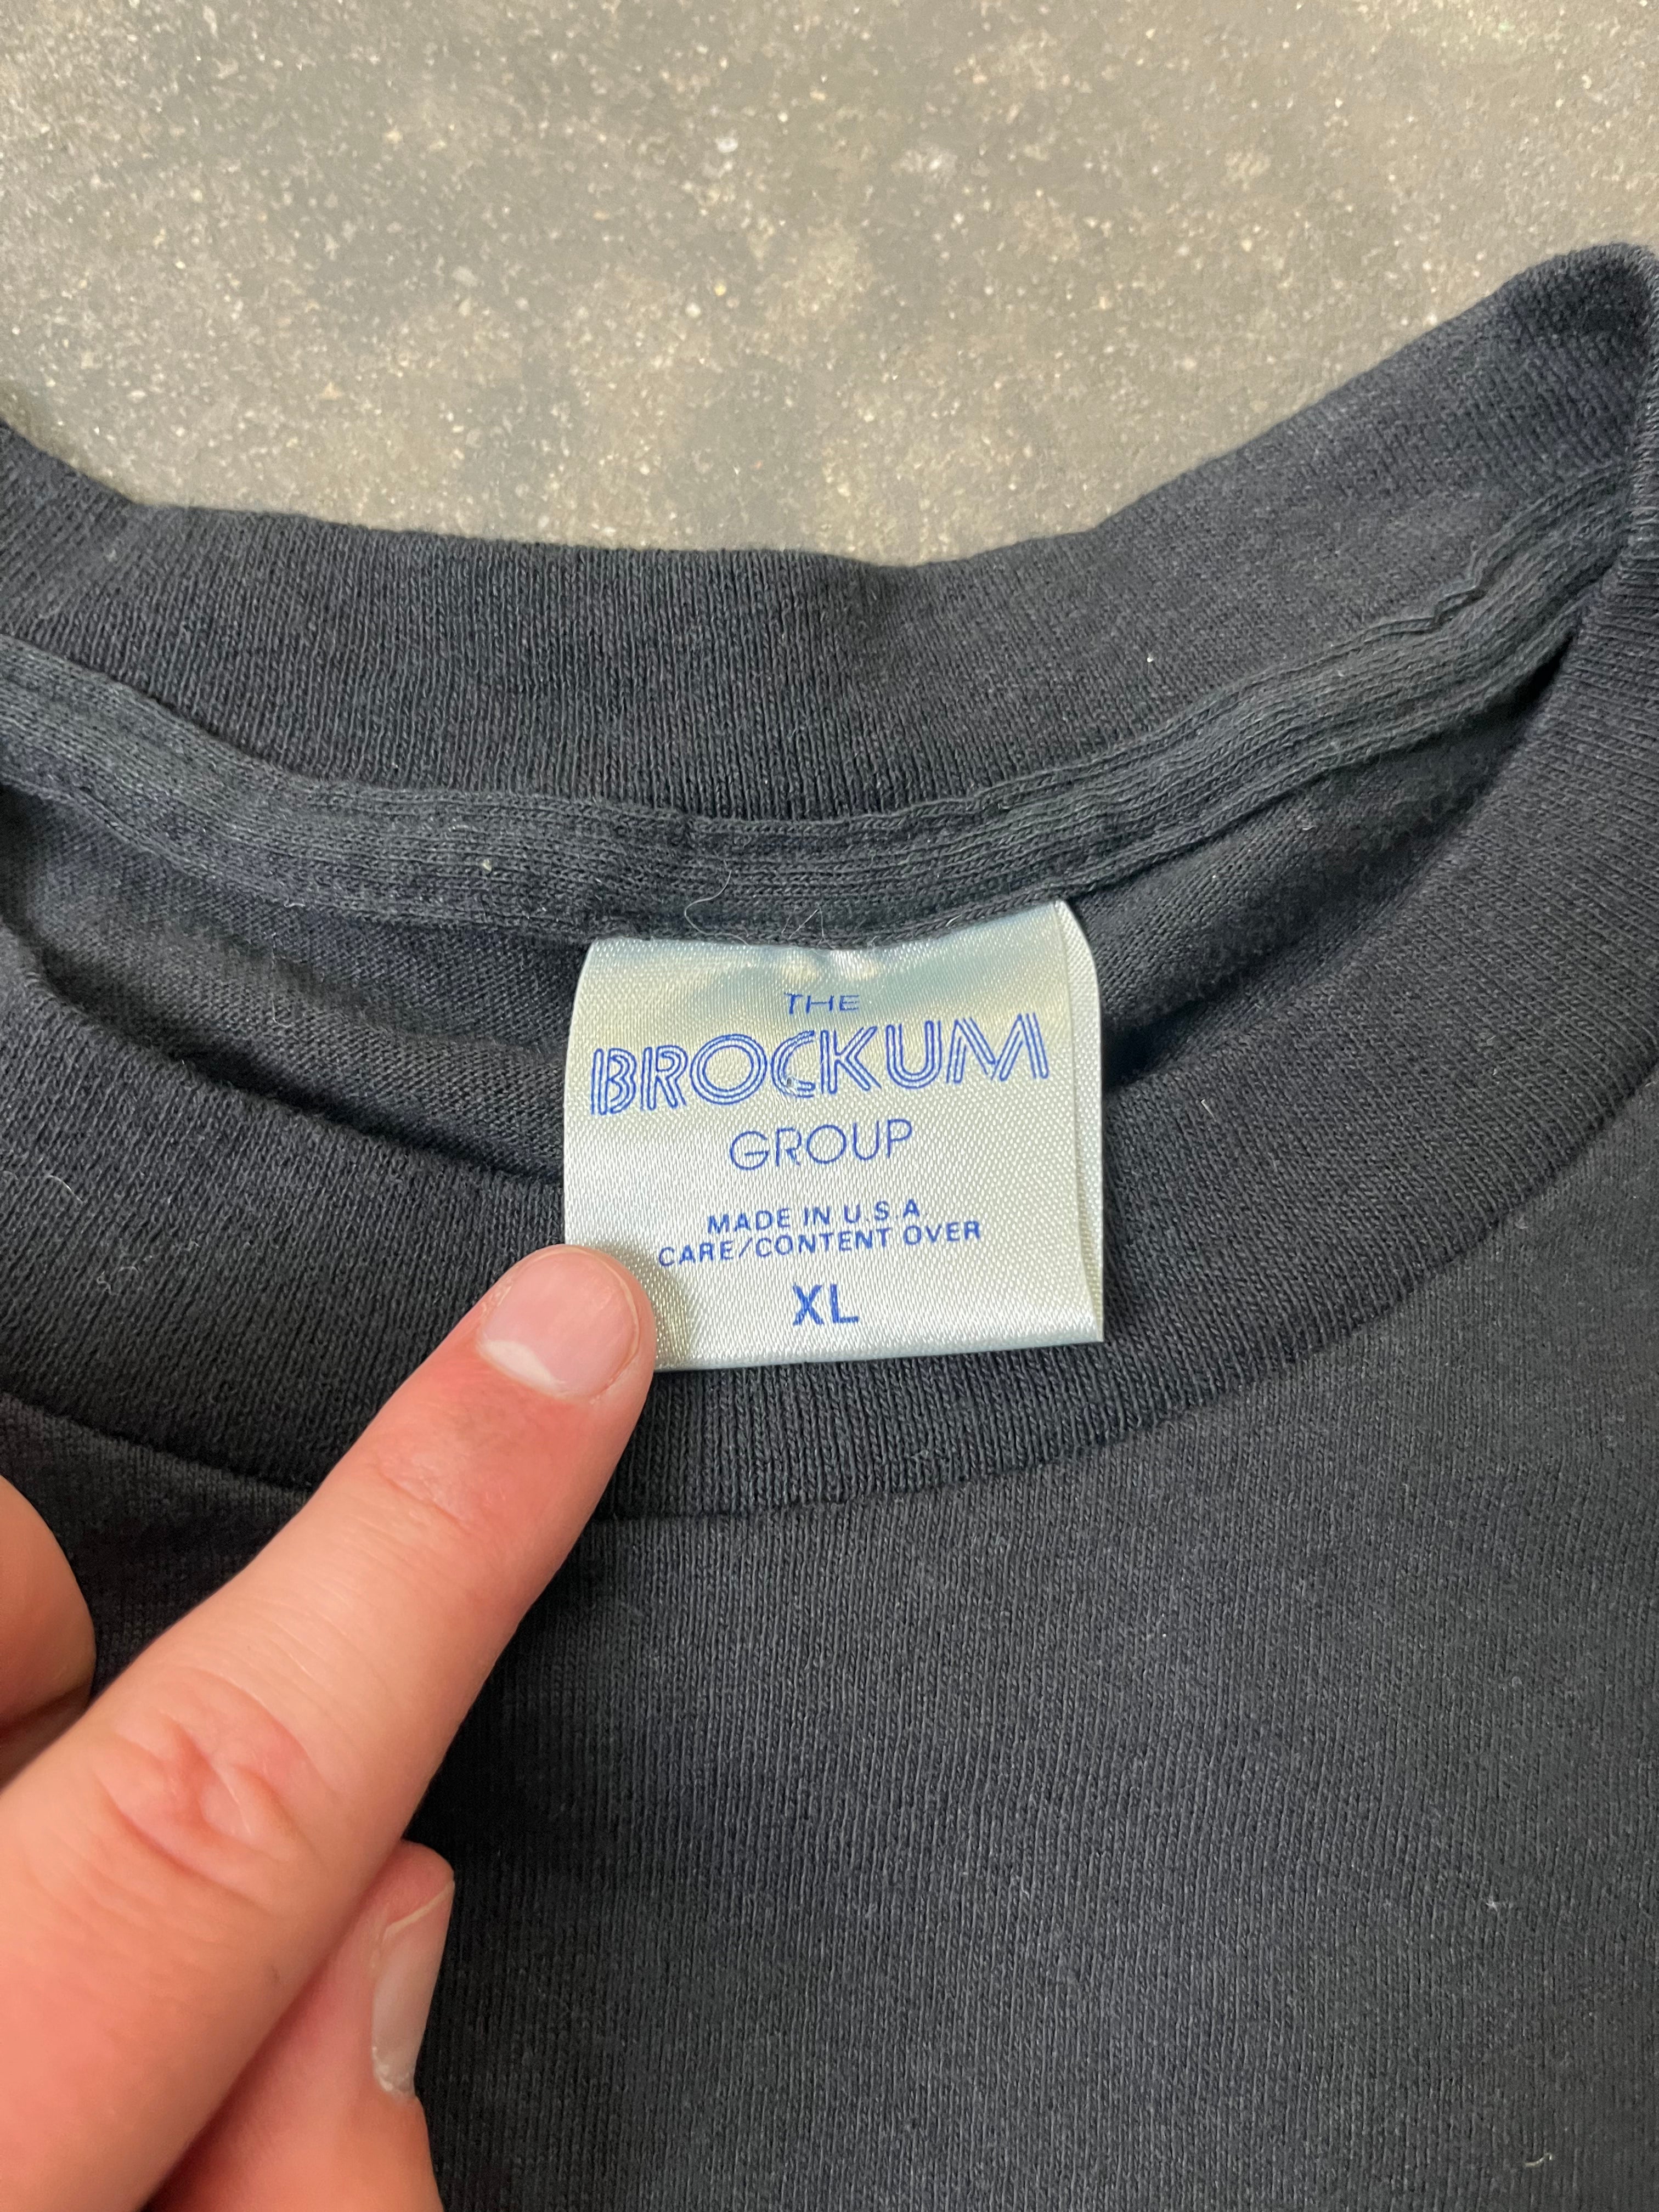 THE
BROCKUM
GROUP
MADE IN U.S.A.
CARE/CONTENT OVER
XL